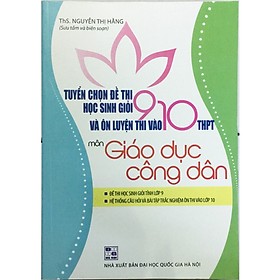 ThS. NGUYỄN THỊ HẰNG
(Sưu tầm và biên soạn)
TUYỂN CHỌN ĐỀ THI
HỌC SINH GIỎI 9
VÀ ÔN LUYỆN THI VÀO 10 THPT
môn Giáo dục
công dân
ĐỀ THI HỌC SINH GIỎI TỈNH LỚP 9
HỆ THỐNG CÂU HỎI VÀ BÀI TẬP TRẮC NGHIỆM ÔN THI VÀO LỚP 10
NHÀ XUẤT BẢN ĐẠI HỌC QUỐC GIA HÀ NỘI